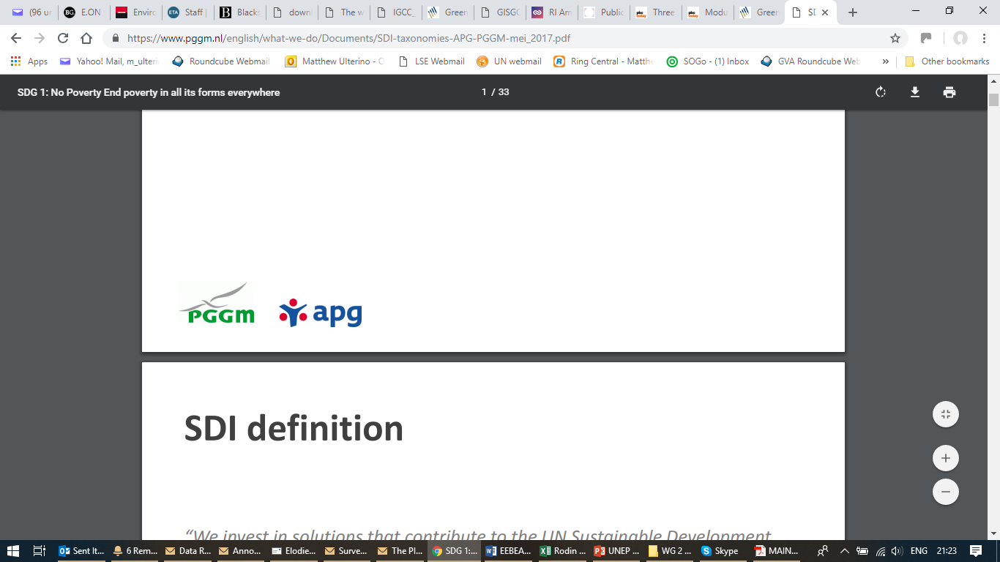 (96 ur
E.ON
Enviro
Staff
Blacks
down
The w
IGCC_
Green
GISGC
RI Am
Public
Three
Modu
Green
SD
https://www.pggm.nl/english/what-we-do/Documents/SDI-taxonomies-APG-PGGM-mei_2017.pdf
Apps
Yahoo! Mail, m_ulteri
Roundcube Webmail
Matthew Ulterino - O
LSE Webmail
UN webmail
Ring Central - Matthe
SOGo - (1) Inbox
GVA Roundcube Web
»
Other bookmarks
SDG 1: No Poverty End poverty in all its forms everywhere
1 / 33
PGGM
apg
SDI definition
“We invest in solutions that contribute to the UN Sustainable Development
Sent It...
6 Rem...
Data R...
Anno...
Elodie...
Surve...
The Pl...
SDG 1:...
EEBEA...
Rodin ...
UNEP ...
WG 2 ...
Skype
MAIN...
ENG
21:23